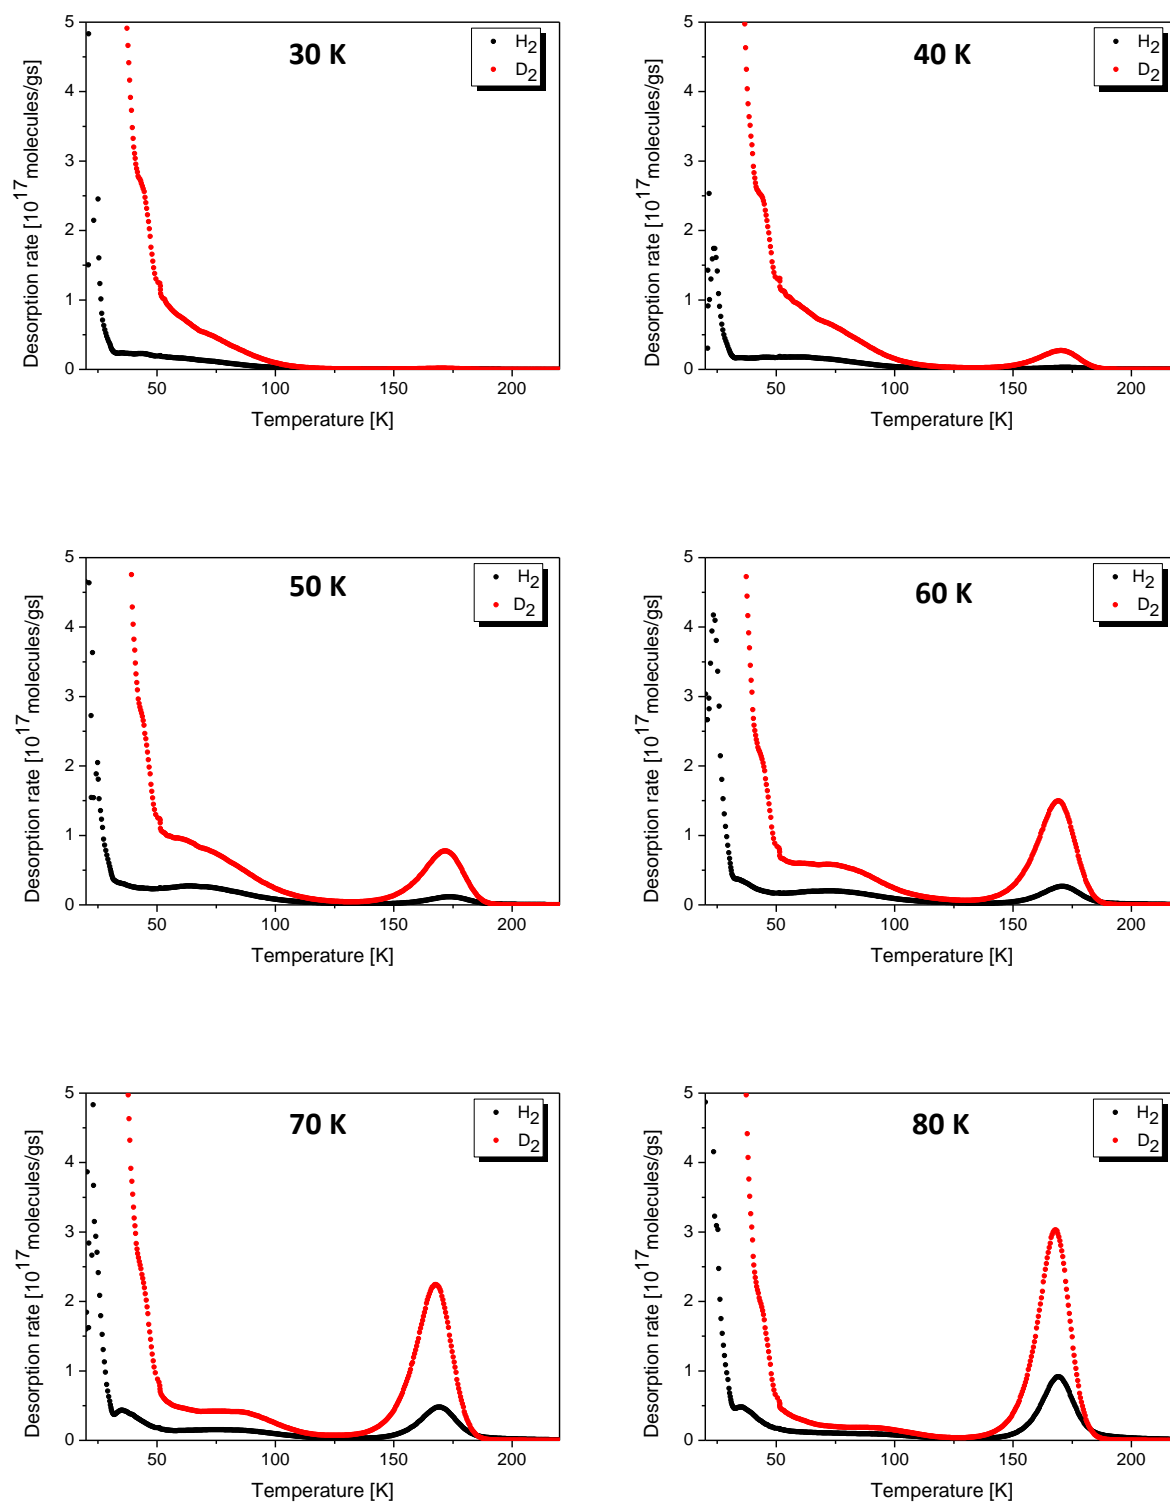 30 K
H2
D2
Desorption rate [10^17 molecules/gs]
5
4
3
2
1
0
50 100 150 200
Temperature [K]
40 K
H2
D2
Desorption rate [10^17 molecules/gs]
5
4
3
2
1
0
50 100 150 200
Temperature [K]
50 K
H2
D2
Desorption rate [10^17 molecules/gs]
5
4
3
2
1
0
50 100 150 200
Temperature [K]
60 K
H2
D2
Desorption rate [10^17 molecules/gs]
5
4
3
2
1
0
50 100 150 200
Temperature [K]
70 K
H2
D2
Desorption rate [10^17 molecules/gs]
5
4
3
2
1
0
50 100 150 200
Temperature [K]
80 K
H2
D2
Desorption rate [10^17 molecules/gs]
5
4
3
2
1
0
50 100 150 200
Temperature [K]